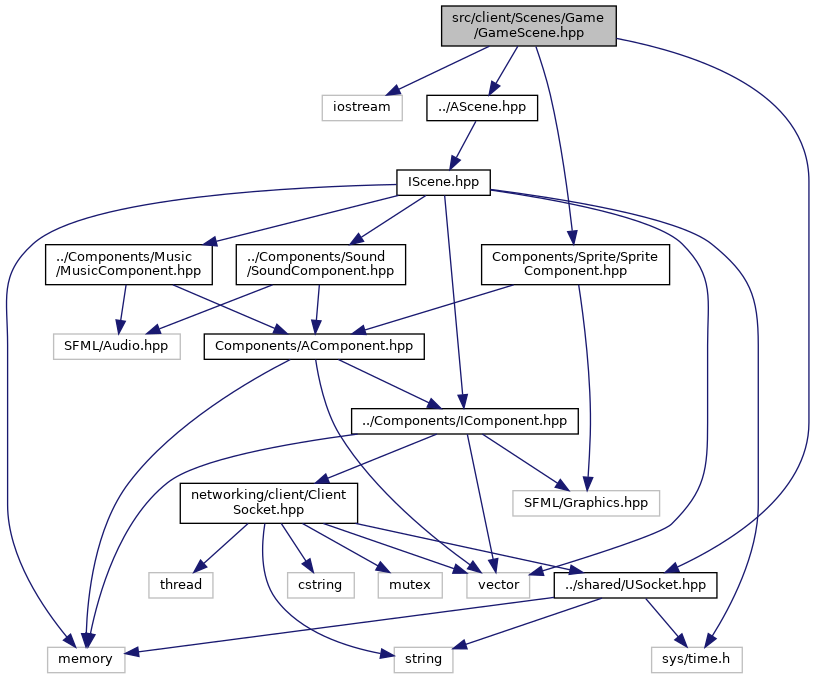 src/client/Scenes/Game
/GameScene.hpp
iostream
../AScene.hpp
IScene.hpp
../Components/Music
/MusicComponent.hpp
../Components/Sound
/SoundComponent.hpp
Components/Sprite/Sprite
Component.hpp
SFML/Audio.hpp
Components/AComponent.hpp
../Components/IComponent.hpp
networking/client/Client
Socket.hpp
SFML/Graphics.hpp
thread
cstring
mutex
vector
../shared/USocket.hpp
memory
string
sys/time.h